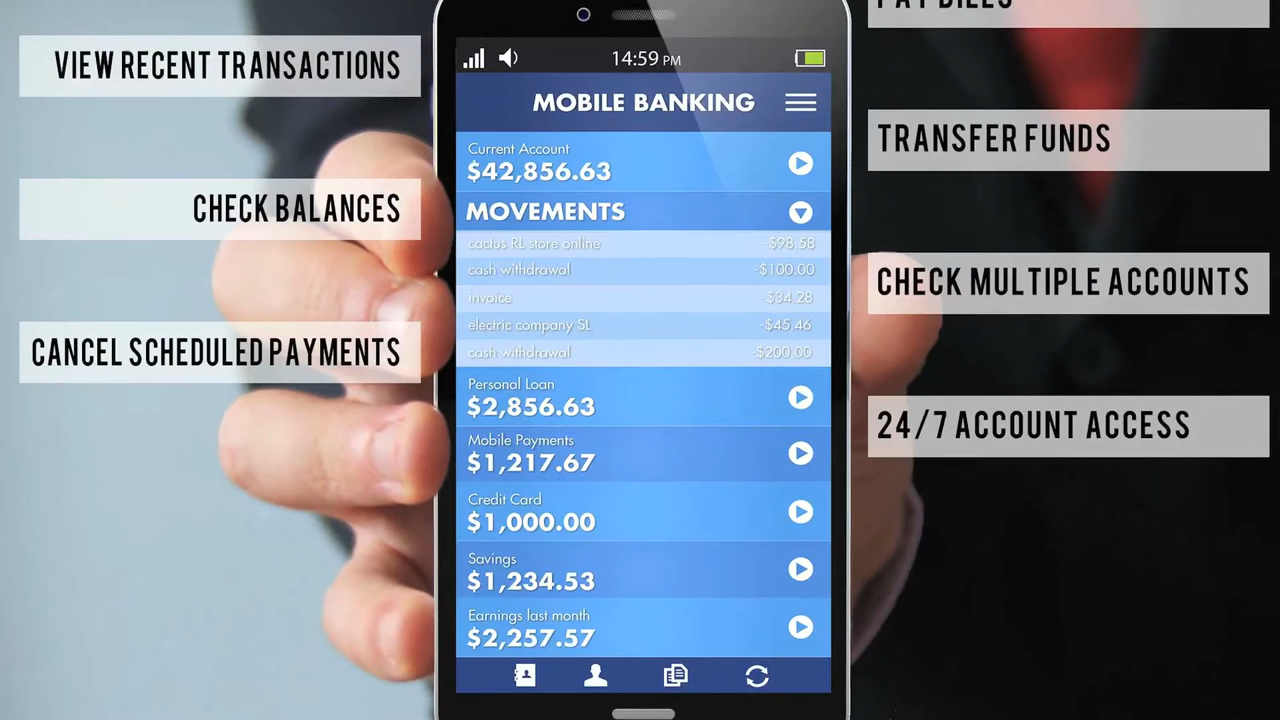 VIEW RECENT TRANSACTIONS
CHECK BALANCES
CANCEL SCHEDULED PAYMENTS
14:59 PM
MOBILE BANKING
Current Account
$42,856.63
MOVEMENTS
cactus RL store online -$98.58
cash withdrawal -$100.00
invoice -$34.28
electric company SL -$45.46
cash withdrawal -$200.00
Personal Loan
$2,856.63
Mobile Payments
$1,217.67
Credit Card
$1,000.00
Savings
$1,234.53
Earnings last month
$2,257.57
PAY BILLS
TRANSFER FUNDS
CHECK MULTIPLE ACCOUNTS
24/7 ACCOUNT ACCESS